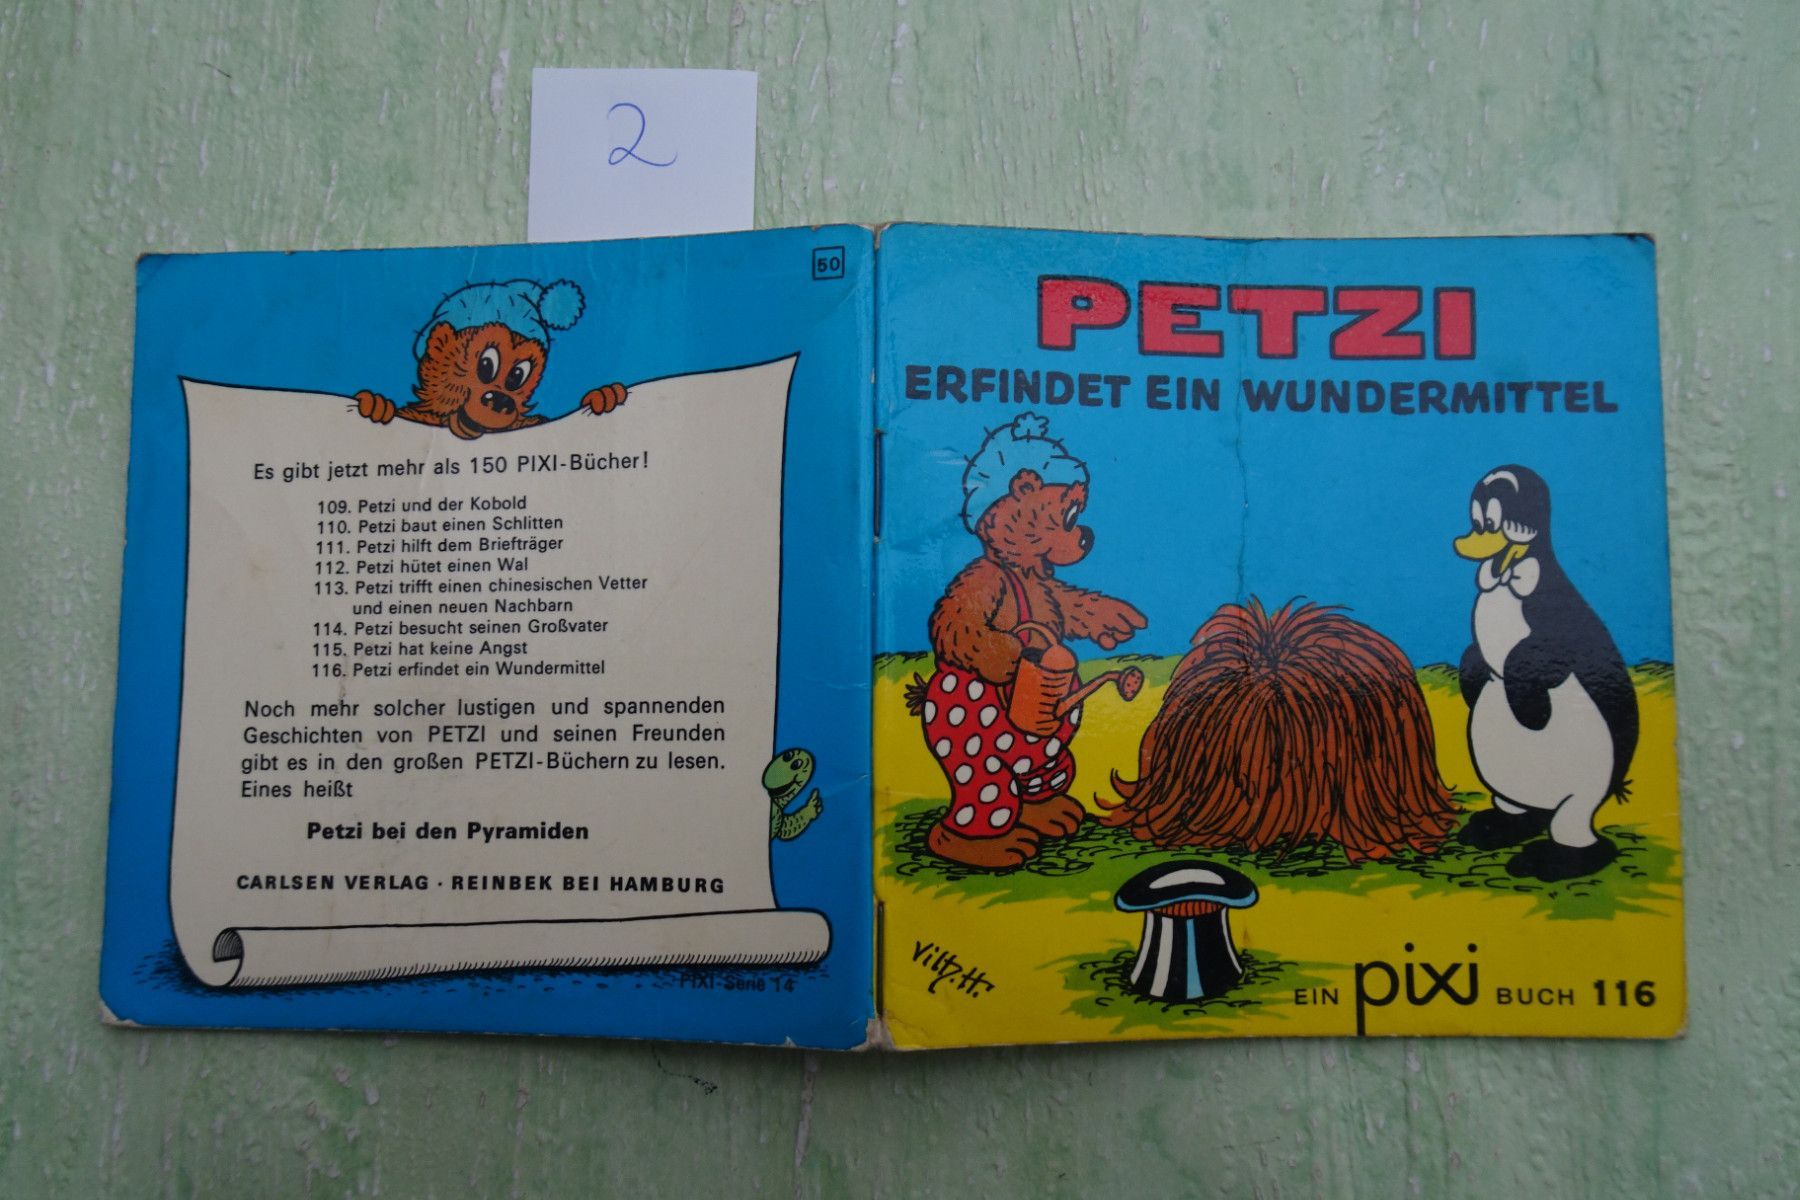 2
50
Es gibt jetzt mehr als 150 PIXI-Bücher!
109. Petzi und der Kobold
110. Petzi baut einen Schlitten
111. Petzi hilft dem Briefträger
112. Petzi hütet einen Wal
113. Petzi trifft einen chinesischen Vetter
und einen neuen Nachbarn
114. Petzi besucht seinen Großvater
115. Petzi hat keine Angst
116. Petzi erfindet ein Wundermittel
Noch mehr solcher lustigen und spannenden
Geschichten von PETZI und seinen Freunden
gibt es in den großen PETZI-Büchern zu lesen.
Eines heißt
Petzi bei den Pyramiden
CARLSEN VERLAG · REINBEK BEI HAMBURG
PIXI-Serie 14
PETZI
ERFINDET EIN WUNDERMITTEL
Vilh. H.
EIN pixi BUCH 116